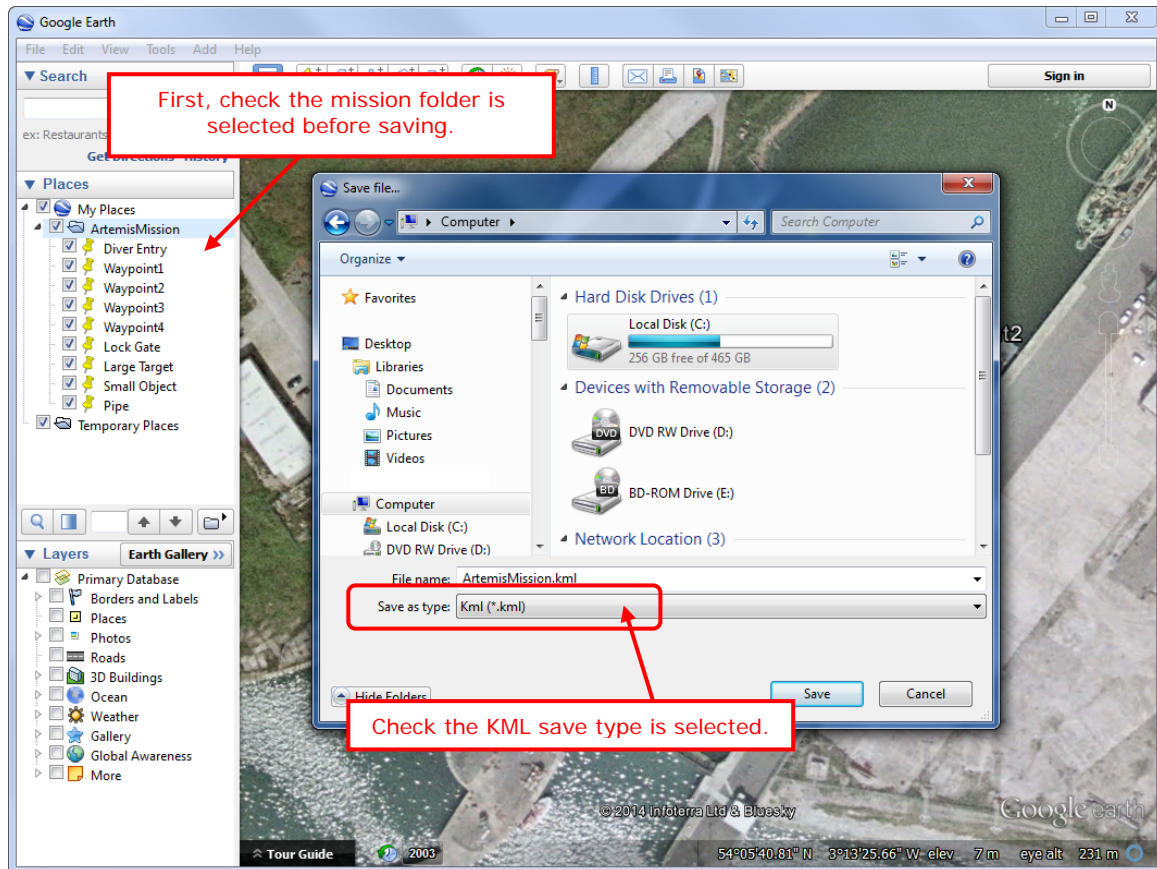 Google Earth
File Edit View Tools Add Help
Search
Sign in
First, check the mission folder is
selected before saving.
ex: Restaurants
Get Directions History
N
Places
My Places
ArtemisMission
Diver Entry
Waypoint1
Waypoint2
Waypoint3
Waypoint4
Lock Gate
Large Target
Small Object
Pipe
Temporary Places
Layers
Earth Gallery >>
Primary Database
Borders and Labels
Places
Photos
Roads
3D Buildings
Ocean
Weather
Gallery
Global Awareness
More
Save file...
Computer
Search Computer
Organize
Favorites
Desktop
Libraries
Documents
Music
Pictures
Videos
Computer
Local Disk (C:)
DVD RW Drive (D:)
Hard Disk Drives (1)
Local Disk (C:)
256 GB free of 465 GB
Devices with Removable Storage (2)
DVD
DVD RW Drive (D:)
BD
BD-ROM Drive (E:)
Network Location (3)
t2
File name: ArtemisMission.kml
Save as type: Kml (*.kml)
Hide Folders
Save
Cancel
Check the KML save type is selected.
© 2014 Infoterra Ltd & Bluesky
Google earth
Tour Guide
2003
54°05'40.81" N 3°13'25.66" W elev 7 m eye alt 231 m